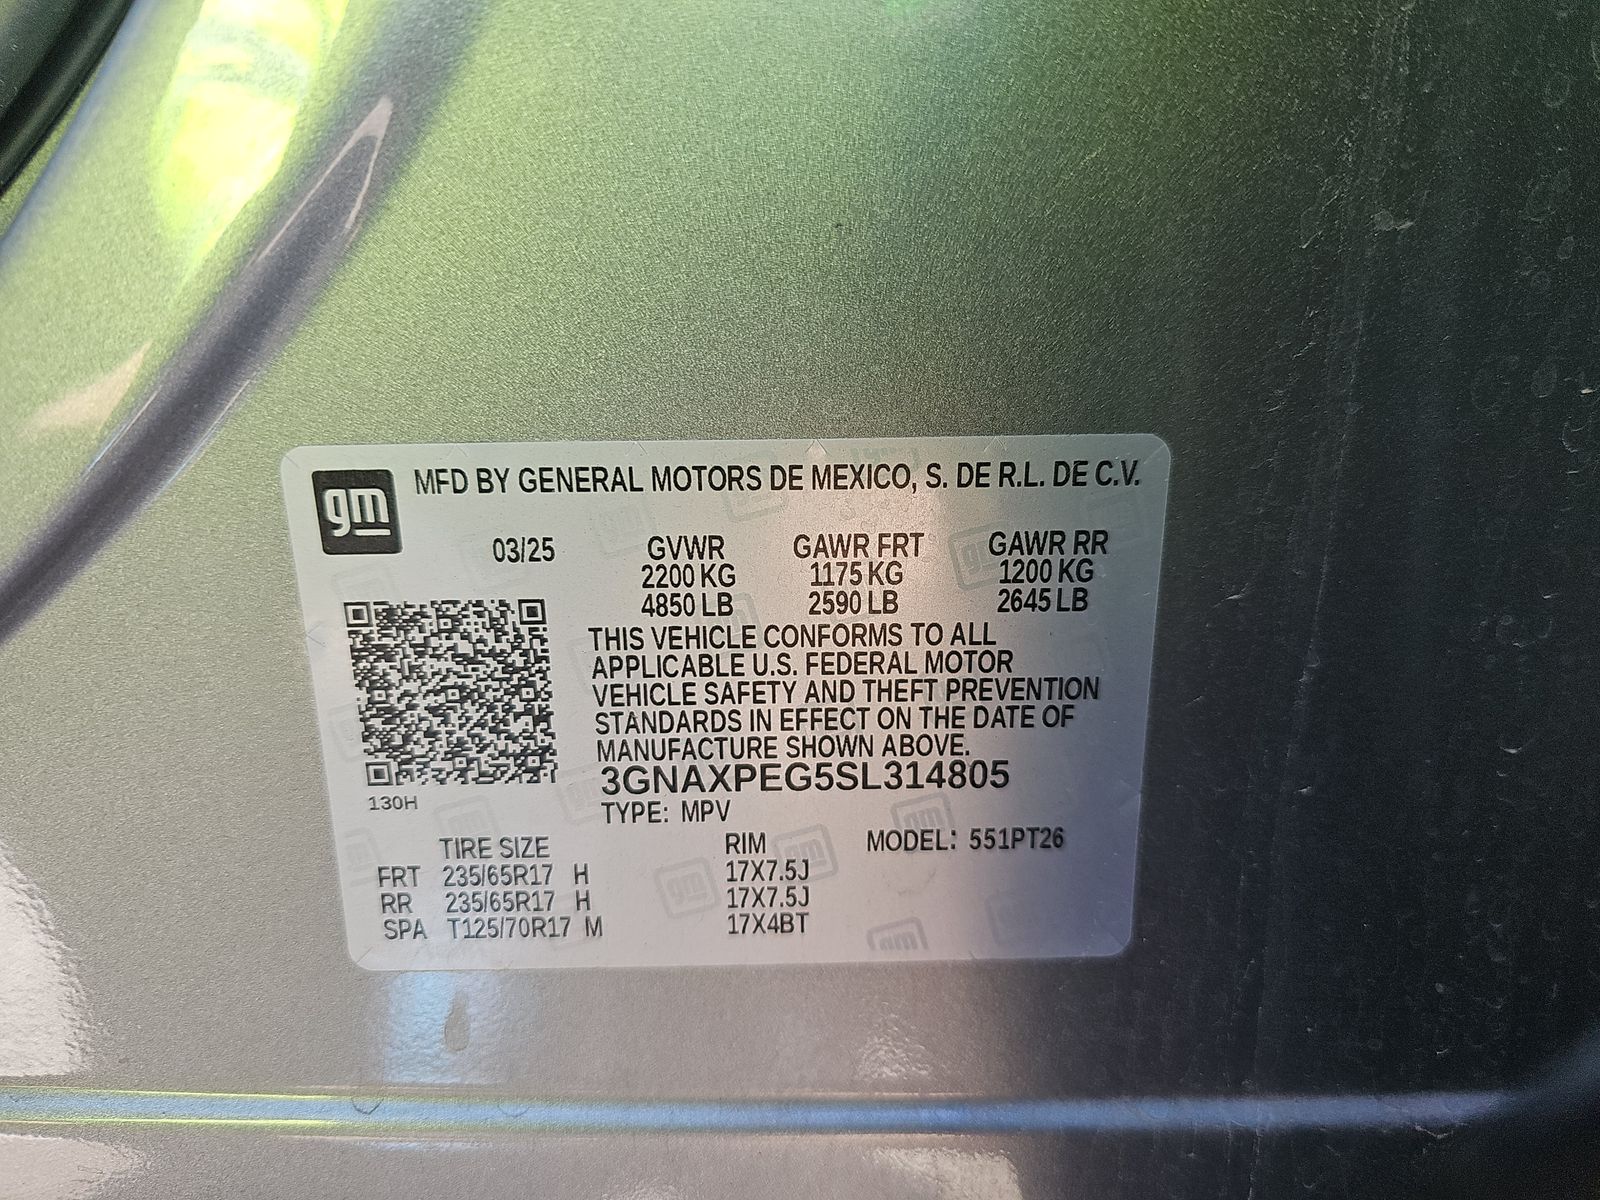 gm MFD BY GENERAL MOTORS DE MEXICO, S. DE R.L. DE C.V.
03/25 GVWR GAWR FRT GAWR RR
2200 KG 1175 KG 1200 KG
4850 LB 2590 LB 2645 LB
THIS VEHICLE CONFORMS TO ALL
APPLICABLE U.S. FEDERAL MOTOR
VEHICLE SAFETY AND THEFT PREVENTION
STANDARDS IN EFFECT ON THE DATE OF
MANUFACTURE SHOWN ABOVE.
3GNAXPEG5SL314805
130H
TYPE: MPV
TIRE SIZE RIM MODEL: 551PT26
FRT 235/65R17 H 17X7.5J
RR 235/65R17 H 17X7.5J
SPA T125/70R17 M 17X4BT